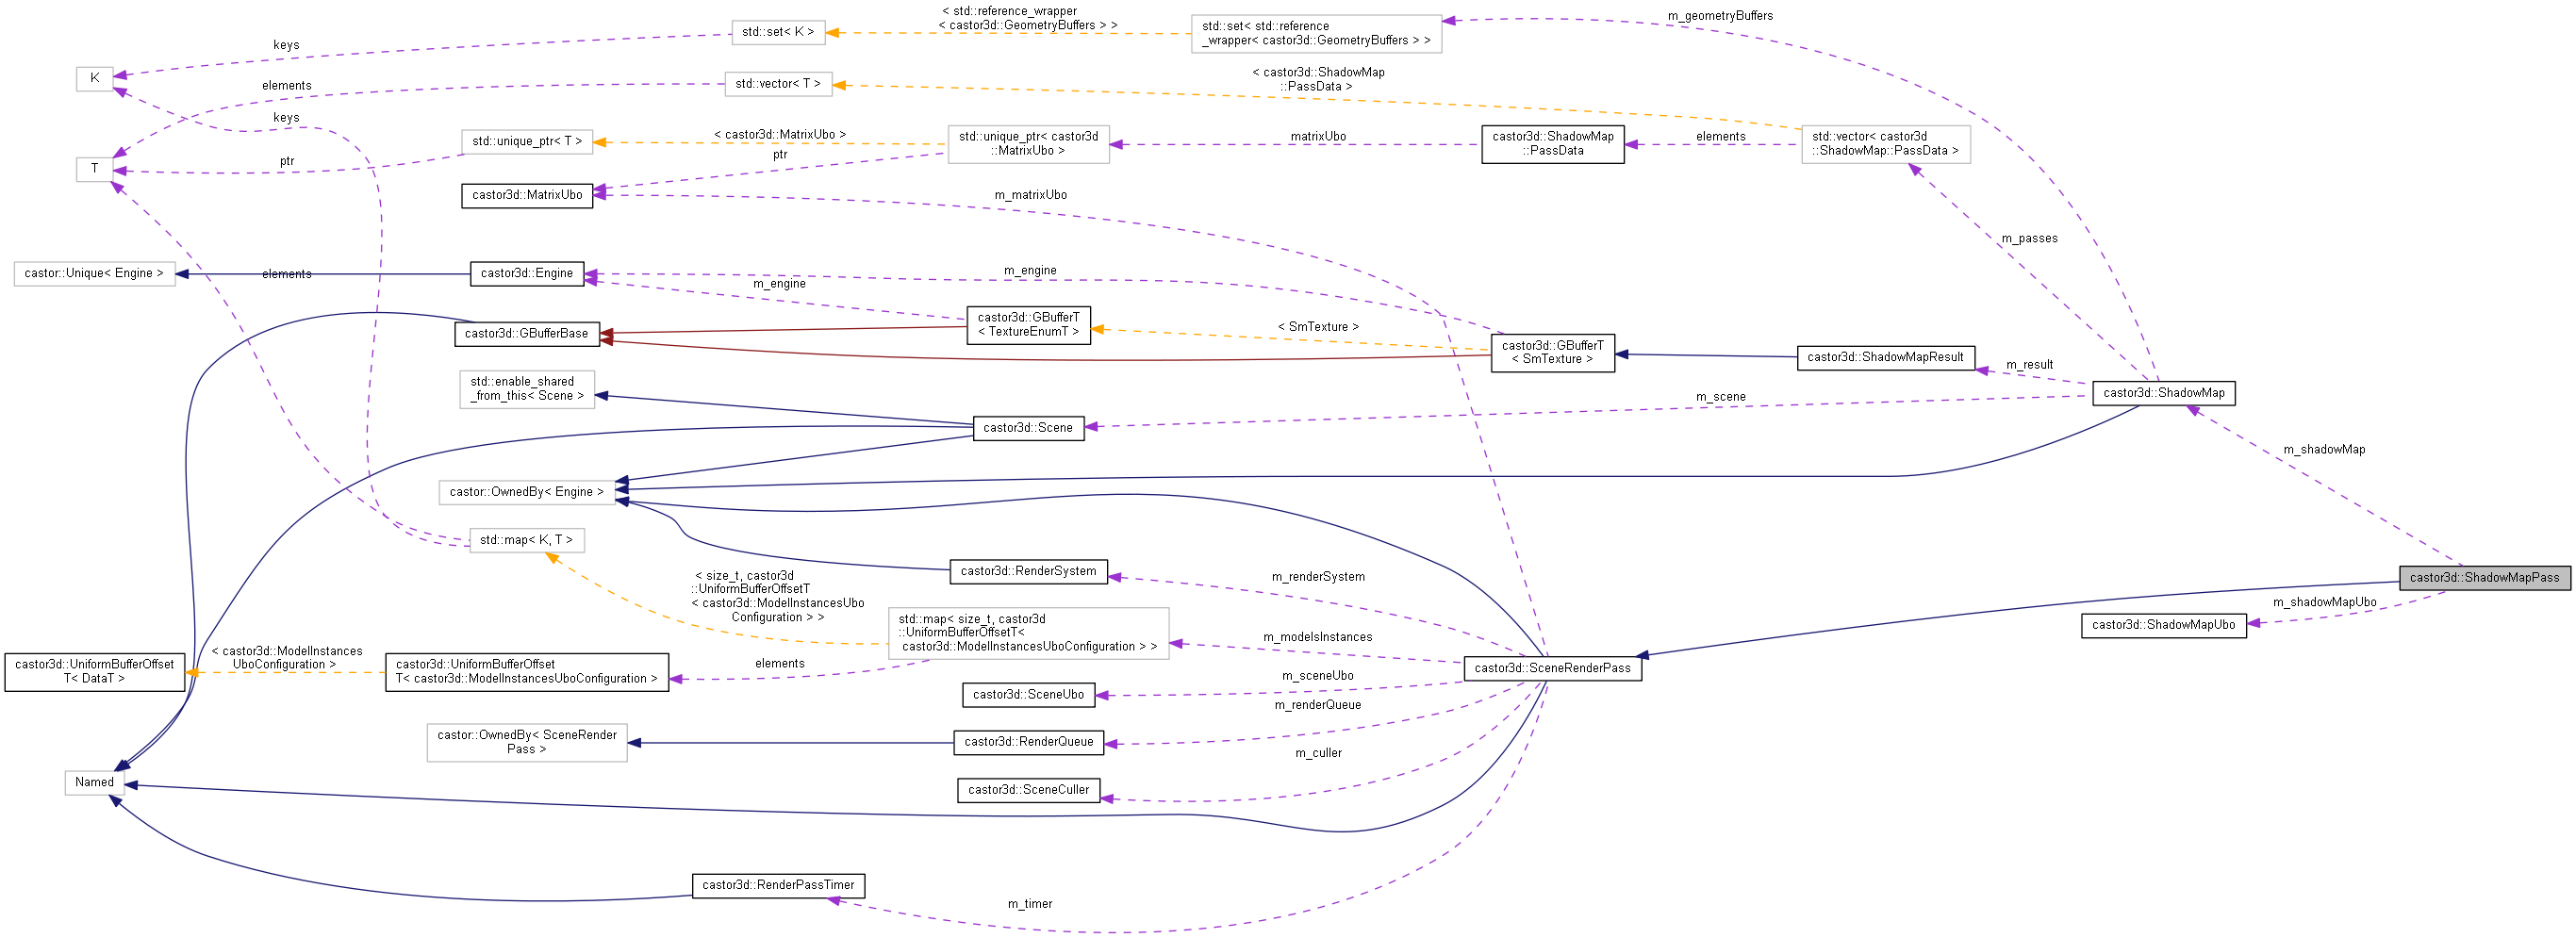 < std::reference_wrapper
< castor3d::GeometryBuffers > >
m_geometryBuffers
keys
std::set< K >
std::set< std::reference
_wrapper< castor3d::GeometryBuffers > >
K
elements
std::vector< T >
< castor3d::ShadowMap
::PassData >
keys
std::unique_ptr< T >
< castor3d::MatrixUbo >
std::unique_ptr< castor3d
::MatrixUbo >
matrixUbo
castor3d::ShadowMap
::PassData
elements
std::vector< castor3d
::ShadowMap::PassData >
T
ptr
ptr
castor3d::MatrixUbo
m_matrixUbo
m_passes
castor::Unique< Engine >
elements
castor3d::Engine
m_engine
m_engine
castor3d::GBufferBase
castor3d::GBufferT
< TextureEnumT >
< SmTexture >
castor3d::GBufferT
< SmTexture >
castor3d::ShadowMapResult
m_result
std::enable_shared
_from_this< Scene >
castor3d::Scene
m_scene
castor3d::ShadowMap
m_shadowMap
castor::OwnedBy< Engine >
std::map< K, T >
castor3d::RenderSystem
m_renderSystem
castor3d::ShadowMapPass
< size_t, castor3d
::UniformBufferOffsetT
< castor3d::ModelInstancesUbo
Configuration > >
std::map< size_t, castor3d
::UniformBufferOffsetT<
castor3d::ModelInstancesUboConfiguration > >
m_modelsInstances
m_shadowMapUbo
castor3d::ShadowMapUbo
castor3d::UniformBufferOffset
T< DataT >
< castor3d::ModelInstances
UboConfiguration >
castor3d::UniformBufferOffset
T< castor3d::ModelInstancesUboConfiguration >
elements
castor3d::SceneRenderPass
m_sceneUbo
castor3d::SceneUbo
m_renderQueue
castor::OwnedBy< SceneRender
Pass >
castor3d::RenderQueue
m_culler
Named
castor3d::SceneCuller
castor3d::RenderPassTimer
m_timer